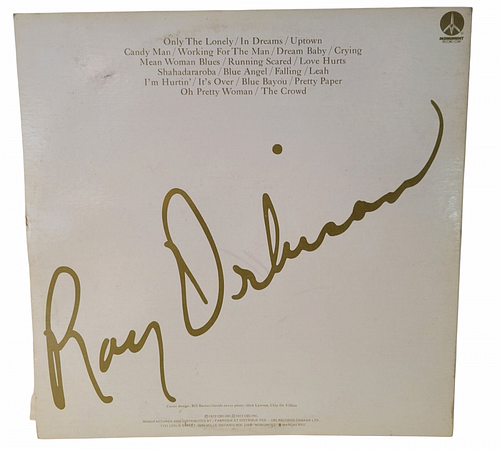 Only The Lonely/In Dreams/Uptown
Candy Man/Working For The Man/Dream Baby/Crying
Mean Woman Blues/Running Scared/Love Hurts
Shahadararoba/Blue Angel/Falling/Leah
I'm Hurtin'/It's Over/Blue Bayou/Pretty Paper
Oh Pretty Woman/The Crowd
MONUMENT
Roy Orbison